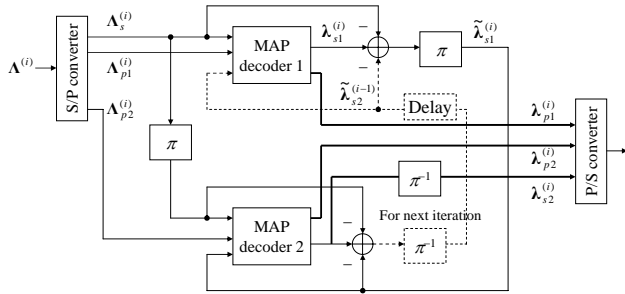 Λ_s^(i)
Λ^(i)
S/P converter
Λ_p1^(i)
Λ_p2^(i)
MAP
decoder 1
λ_s1^(i)
−
−
π
λ̃_s1^(i)
λ̃_s2^(i−1)
Delay
π
λ_p1^(i)
λ_p2^(i)
λ_s2^(i)
P/S converter
π⁻¹
For next iteration
MAP
decoder 2
−
−
π⁻¹